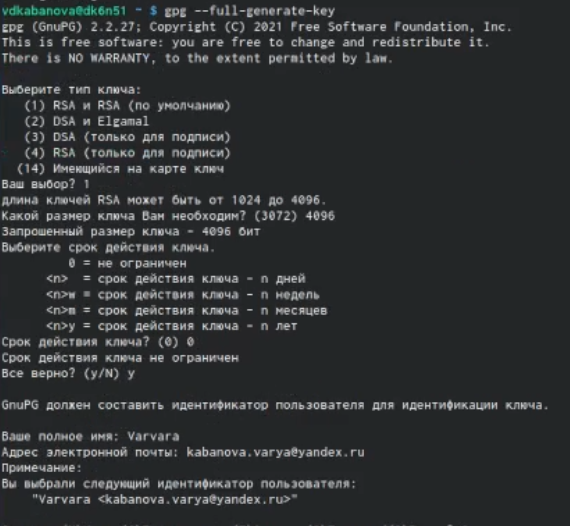 vdkabanova@dk6n51 ~ $ gpg --full-generate-key
gpg (GnuPG) 2.2.27; Copyright (C) 2021 Free Software Foundation, Inc.
This is free software: you are free to change and redistribute it.
There is NO WARRANTY, to the extent permitted by law.
Выберите тип ключа:
(1) RSA и RSA (по умолчанию)
(2) DSA и Elgamal
(3) DSA (только для подписи)
(4) RSA (только для подписи)
(14) Имеющийся на карте ключ
Ваш выбор? 1
длина ключей RSA может быть от 1024 до 4096.
Какой размер ключа Вам необходим? (3072) 4096
Запрошенный размер ключа - 4096 бит
Выберите срок действия ключа.
0 = не ограничен
<n> = срок действия ключа - n дней
<n>w = срок действия ключа - n недель
<n>m = срок действия ключа - n месяцев
<n>y = срок действия ключа - n лет
Срок действия ключа? (0) 0
Срок действия ключа не ограничен
Все верно? (y/N) y
GnuPG должен составить идентификатор пользователя для идентификации ключа.
Ваше полное имя: Varvara
Адрес электронной почты: kabanova.varya@yandex.ru
Примечание:
Вы выбрали следующий идентификатор пользователя:
"Varvara <kabanova.varya@yandex.ru>"